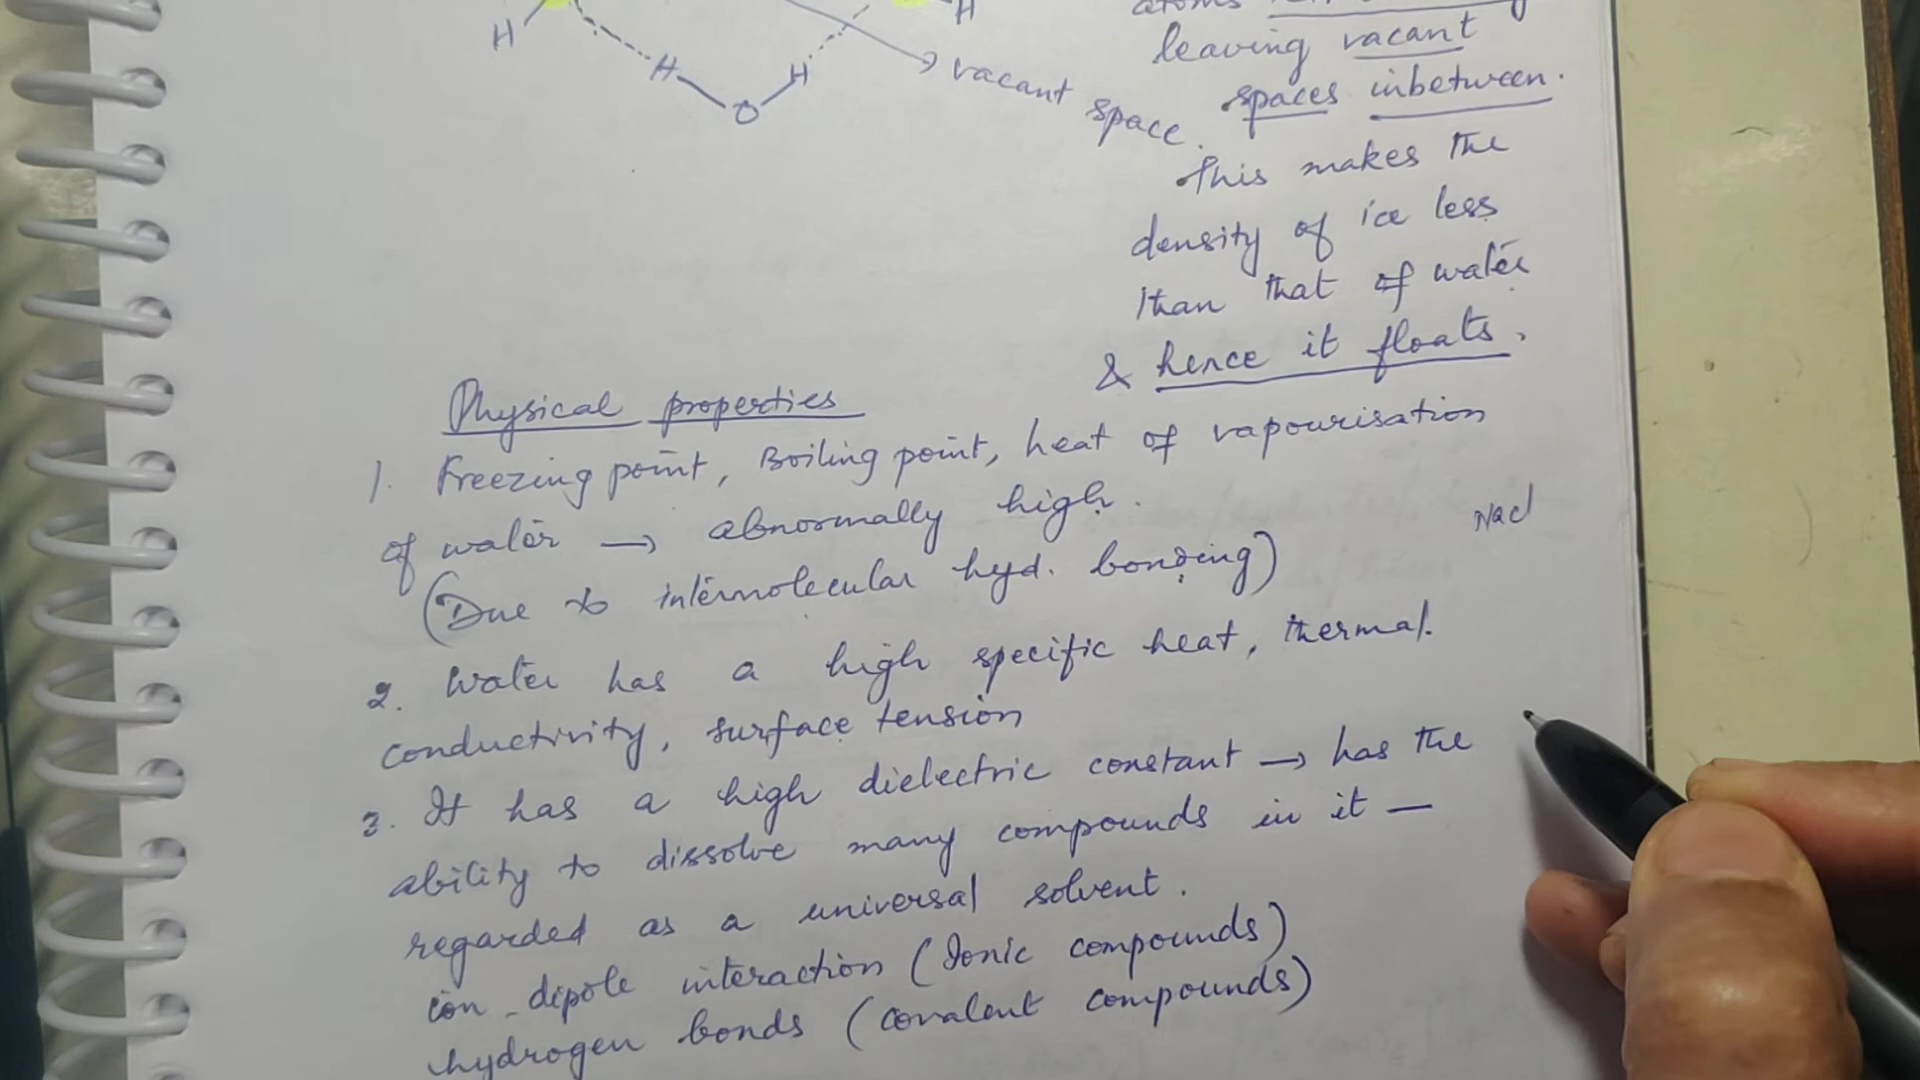 H
H
H
H
O
vacant space.
atoms
leaving vacant
spaces inbetween.
This makes the
density of ice less
than that of water
& hence it floats.
Physical properties
1. Freezing point, Boiling point, heat of vapourisation
of water → abnormally high.
(Due to intermolecular hyd. bonding)
NaCl
2. Water has a high specific heat, thermal.
conductivity, surface tension
3. It has a high dielectric constant → has the
ability to dissolve many compounds in it —
regarded as a universal solvent.
ion - dipole interaction (Ionic compounds)
hydrogen bonds (covalent compounds)